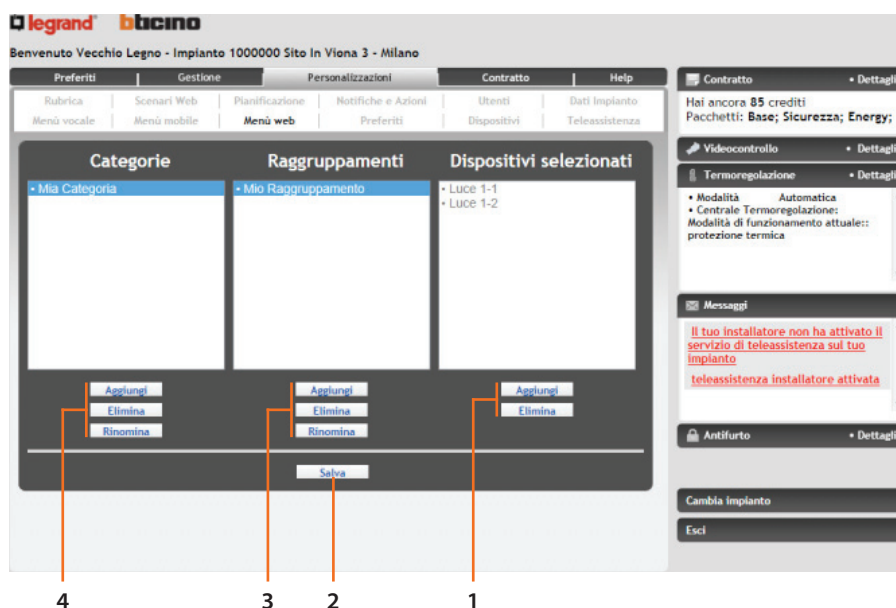 legrand bticino
Benvenuto Vecchio Legno - Impianto 1000000 Sito In Viona 3 - Milano
Preferiti | Gestione Personalizzazioni Contratto | Help
Rubrica Scenari Web Pianificazione Notifiche e Azioni Utenti Dati Impianto
Menù vocale Menù mobile Menù web Preferiti Dispositivi Teleassistenza
Categorie Raggruppamenti Dispositivi selezionati
• Mia Categoria
• Mio Raggruppamento
• Luce 1-1
• Luce 1-2
Aggiungi Aggiungi Aggiungi
Elimina Elimina Elimina
Rinomina Rinomina
Salva
Contratto • Dettagli
Hai ancora 85 crediti
Pacchetti: Base; Sicurezza; Energy;
Videocontrollo • Dettagli
Termoregolazione • Dettagli
• Modalità Automatica
• Centrale Termoregolazione:
Modalità di funzionamento attuale::
protezione termica
Messaggi
Il tuo installatore non ha attivato il
servizio di teleassistenza sul tuo
impianto
teleassistenza installatore attivata
Antifurto • Dettagli
Cambia impianto
Esci
4 3 2 1